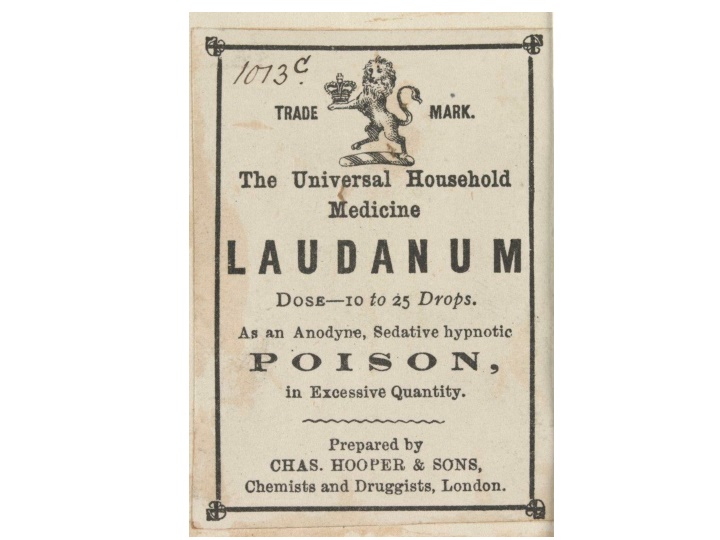 1013 c.
TRADE MARK.
The Universal Household
Medicine
LAUDANUM
DOSE—10 to 25 Drops.
As an Anodyne, Sedative hypnotic
POISON,
in Excessive Quantity.
Prepared by
CHAS. HOOPER & SONS,
Chemists and Druggists, London.